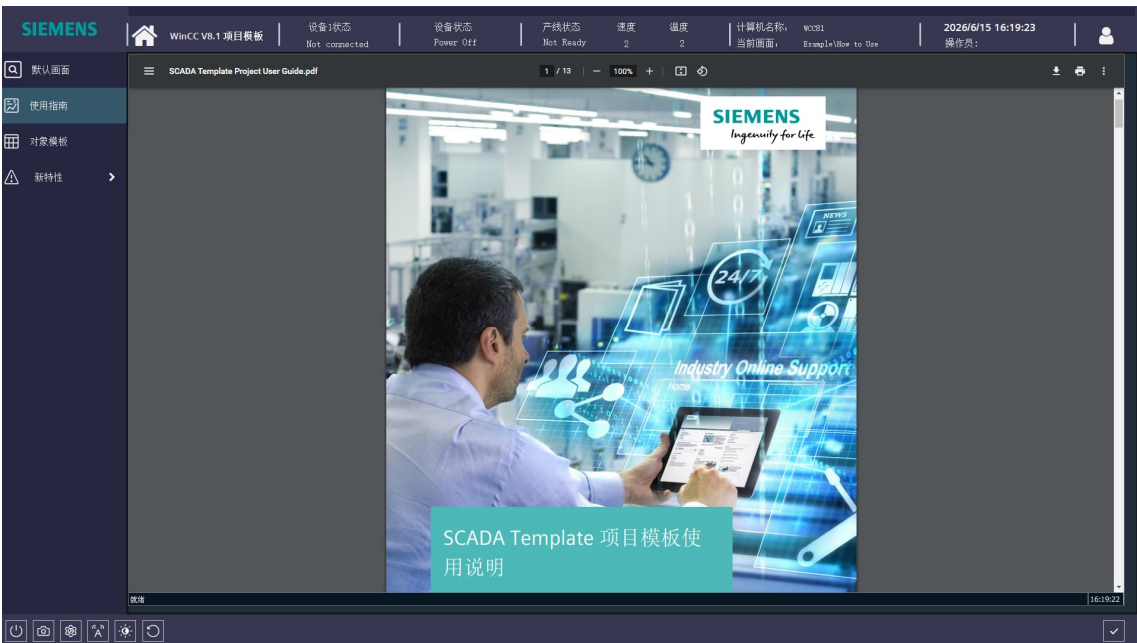 SIEMENS
WinCC V8.1 项目模板
设备1状态
Not connected
设备状态
Power Off
产线状态
Not Ready
速度
2
温度
2
计算机名称:
WCCB1
当前画面:
Example\How to Use
2026/6/15 16:19:23
操作员:
默认画面
使用指南
对象模板
新特性
SCADA Template Project User Guide.pdf
1 / 13
100%
SIEMENS
Ingenuity for life
NEWS
24/7
Industry Online Support
Home
SCADA Template 项目模板使
用说明
就绪
16:19:22